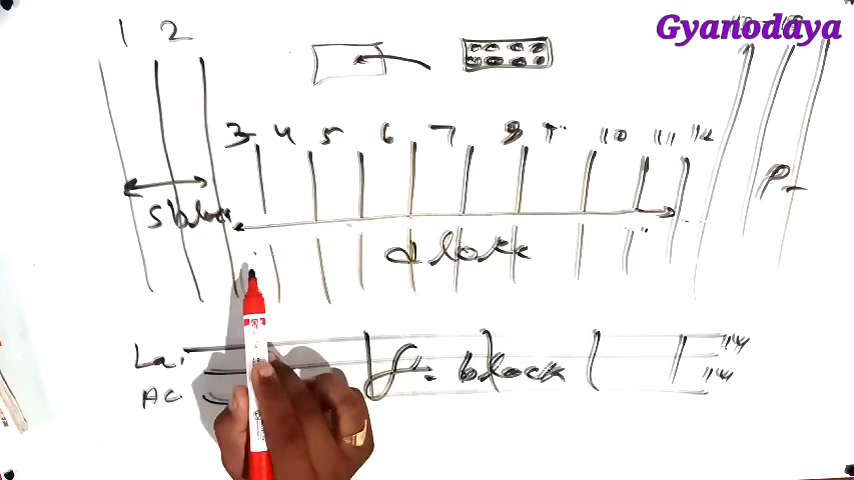 Gyanodaya
1 2
3 4 5 6 7 8 9 10 11 12
S block
P-
d block
La
f- block
14
AC
14